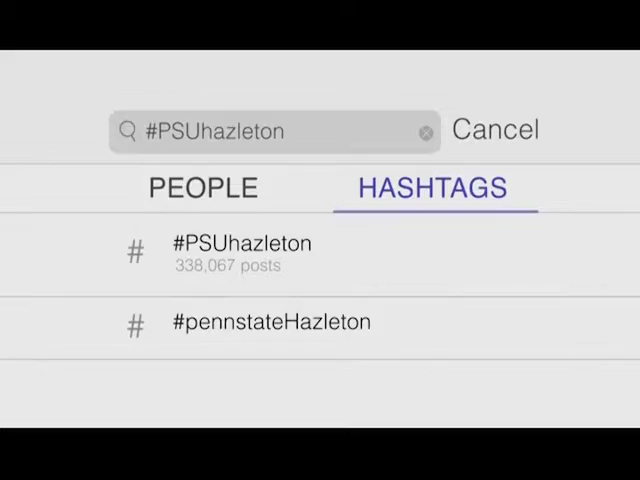 #PSUhazleton Cancel
PEOPLE HASHTAGS
# #PSUhazleton
338,067 posts
# #pennstateHazleton